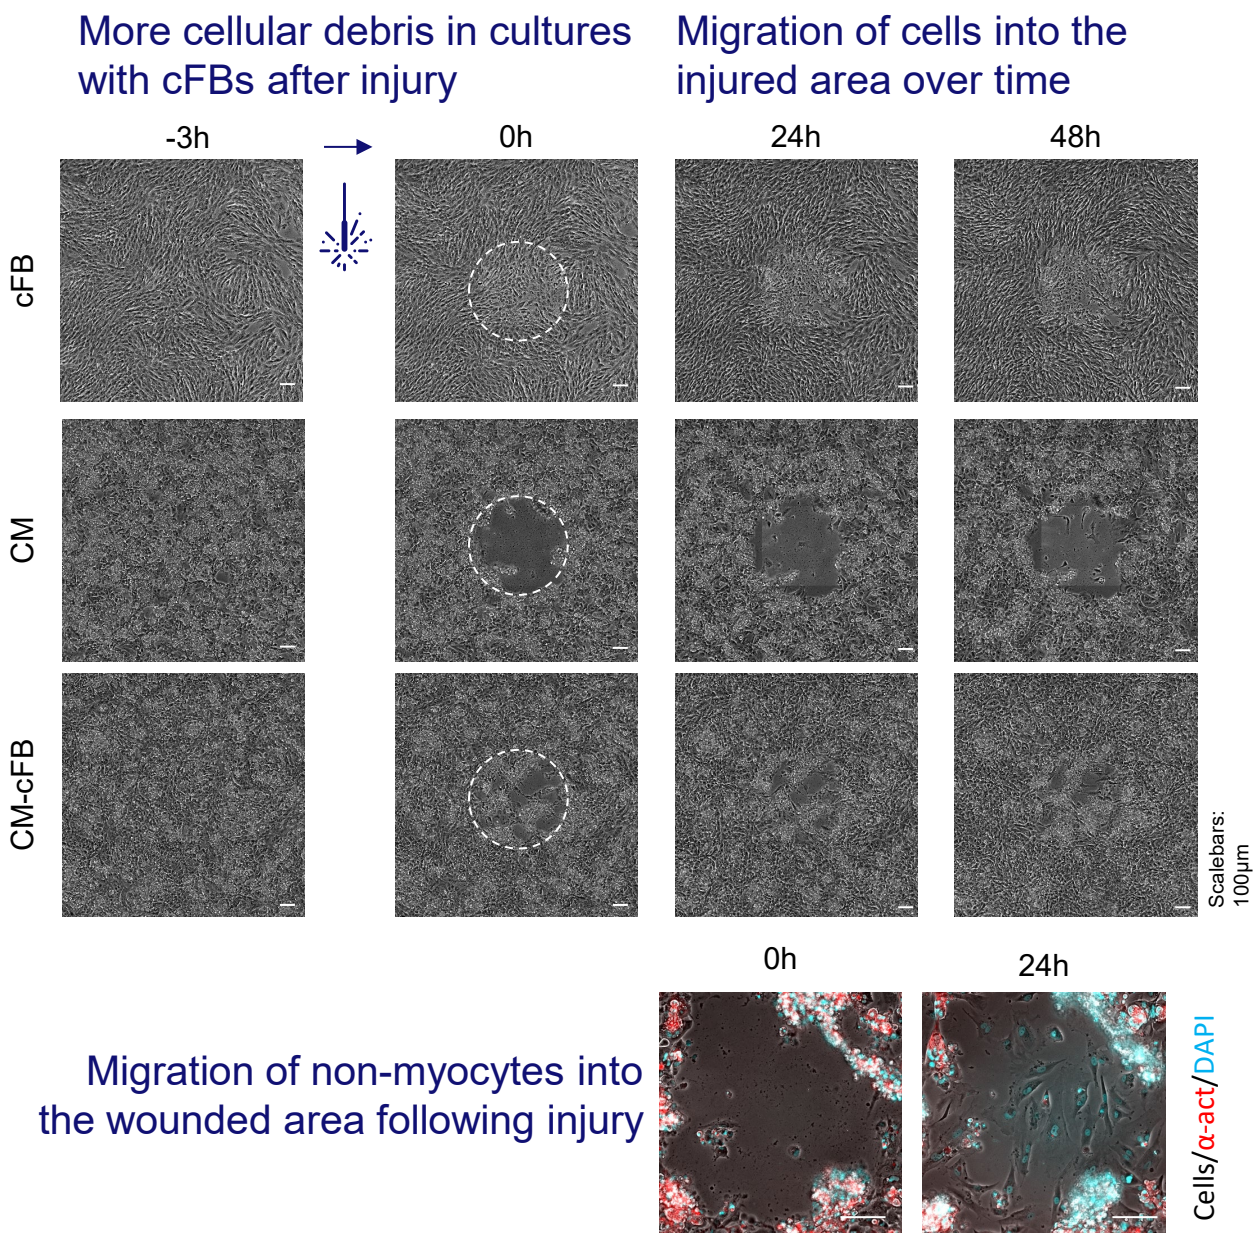 More cellular debris in cultures
with cFBs after injury
Migration of cells into the
injured area over time
-3h
0h
24h
48h
cFB
CM
CM-cFB
Scalebars:
100µm
0h
24h
Migration of non-myocytes into
the wounded area following injury
Cells/α-act/DAPI